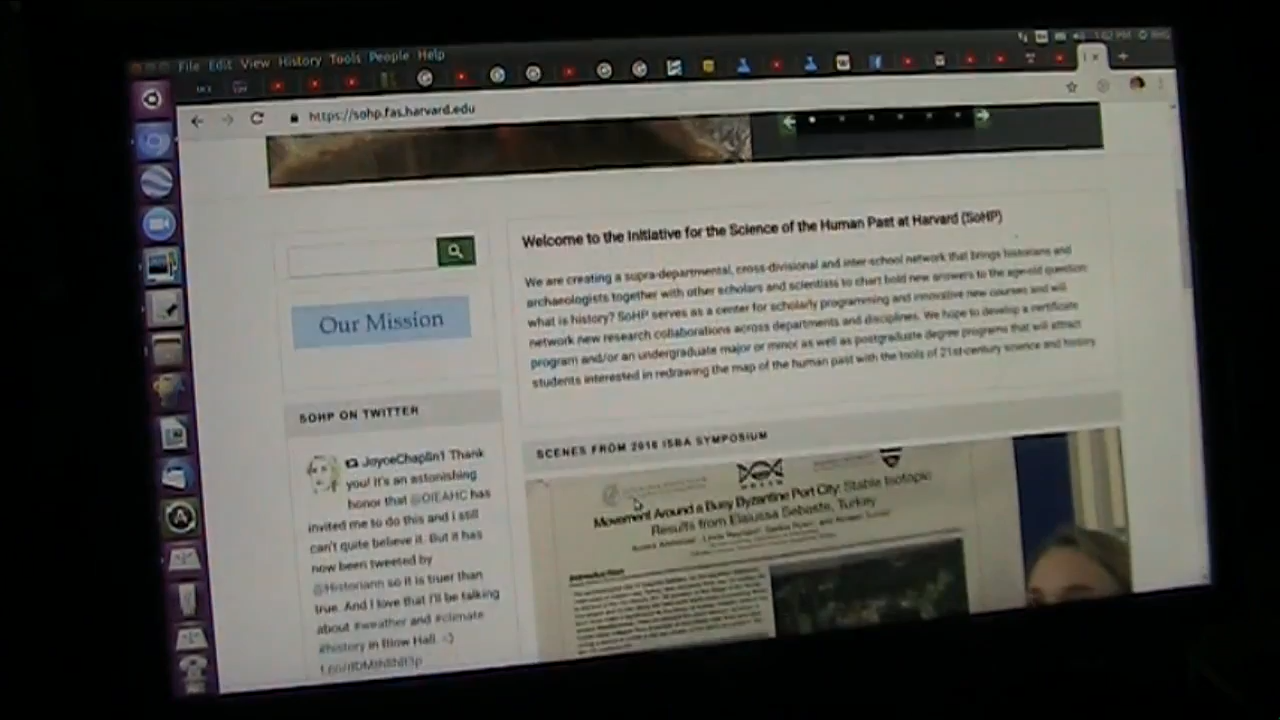 File Edit View History Tools People Help
https://sohp.fas.harvard.edu
Welcome to the Initiative for the Science of the Human Past at Harvard (SoHP)
We are creating a supra-departmental, cross-divisional and inter-school network that brings historians and
archaeologists together with other scholars and scientists to chart bold new answers to the age-old question
what is history? SoHP serves as a center for scholarly programming and innovative new courses and will
network new research collaborations across departments and disciplines. We hope to develop a certificate
program and/or an undergraduate major or minor as well as postgraduate degree programs that will attract
students interested in redrawing the map of the human past with the tools of 21st-century science and history
Our Mission
SOHP ON TWITTER
JoyceChaplin1 Thank
you! It's an astonishing
honor that @OIEAHC has
invited me to do this and I still
can't quite believe it. But it has
now been tweeted by
@Historiann so it is truer than
true. And I love that I'll be talking
about #weather and #climate
#history in Blow Hall. :-)
SCENES FROM 2016 ISBA SYMPOSIUM
Movement Around a Busy Byzantine Port City: Stable Isotopic
Results from Elaiussa Sebaste, Turkey
Introduction